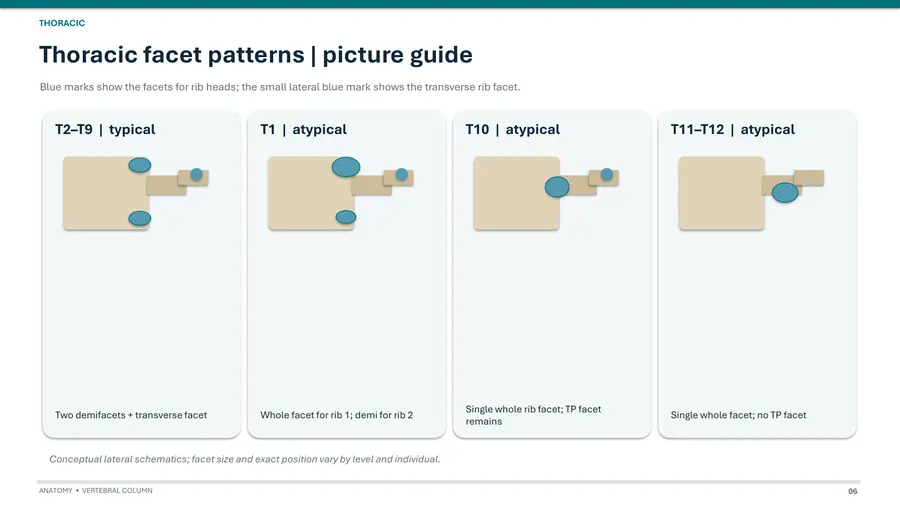 THORACIC
Thoracic facet patterns | picture guide
Blue marks show the facets for rib heads; the small lateral blue mark shows the transverse rib facet.
T2–T9 | typical
T1 | atypical
T10 | atypical
T11–T12 | atypical
Two demifacets + transverse facet
Whole facet for rib 1; demi for rib 2
Single whole rib facet; TP facet
remains
Single whole facet; no TP facet
Conceptual lateral schematics; facet size and exact position vary by level and individual.
ANATOMY • VERTEBRAL COLUMN
06